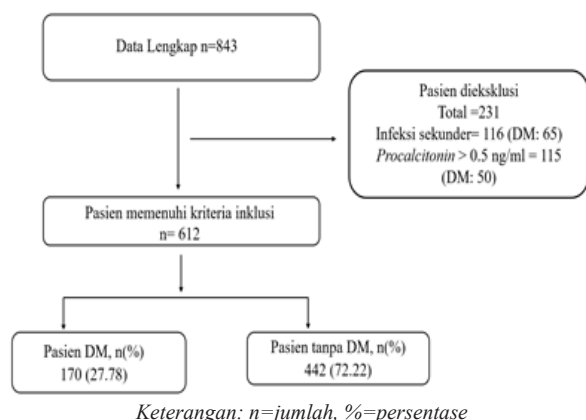 Data Lengkap n=843
Pasien dieksklusi
Total =231
Infeksi sekunder= 116 (DM: 65)
Procalcitonin > 0.5 ng/ml = 115
(DM: 50)
Pasien memenuhi kriteria inklusi
n= 612
Pasien DM, n(%)
170 (27.78)
Pasien tanpa DM, n(%)
442 (72.22)
Keterangan: n=jumlah, %=persentase